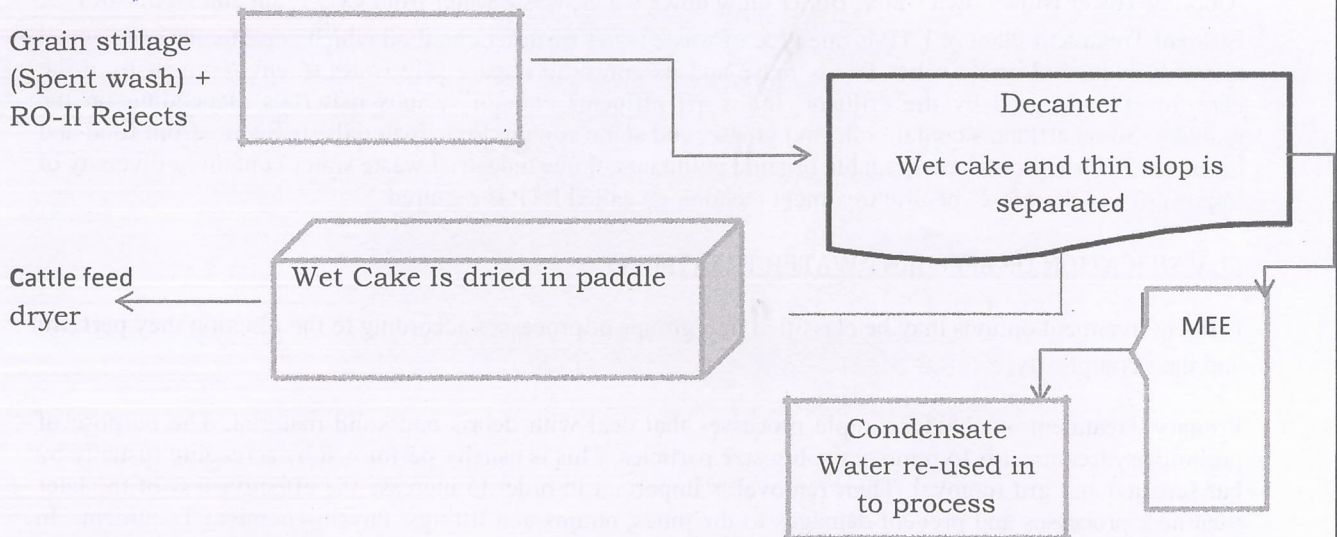 Grain stillage
(Spent wash) +
RO-II Rejects
Decanter
Wet cake and thin slop is
separated
Wet Cake Is dried in paddle
Cattle feed
dryer
MEE
Condensate
Water re-used in
to process